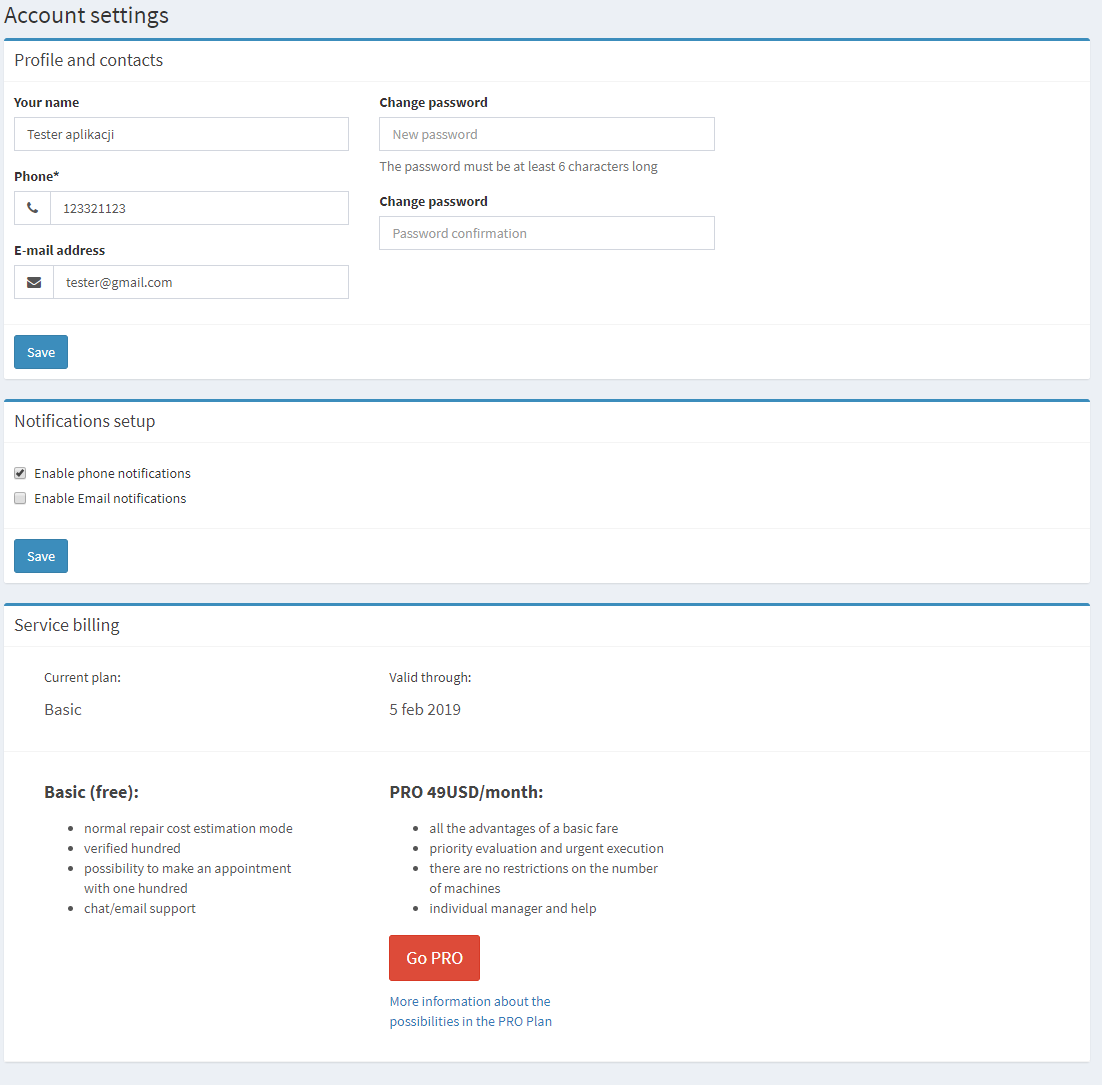 Account settings
Profile and contacts
Your name
Tester aplikacji
Phone*
123321123
E-mail address
tester@gmail.com
Change password
New password
The password must be at least 6 characters long
Change password
Password confirmation
Save
Notifications setup
Enable phone notifications
Enable Email notifications
Save
Service billing
Current plan:
Basic
Valid through:
5 feb 2019
Basic (free):
normal repair cost estimation mode
verified hundred
possibility to make an appointment
with one hundred
chat/email support
PRO 49USD/month:
all the advantages of a basic fare
priority evaluation and urgent execution
there are no restrictions on the number
of machines
individual manager and help
Go PRO
More information about the
possibilities in the PRO Plan